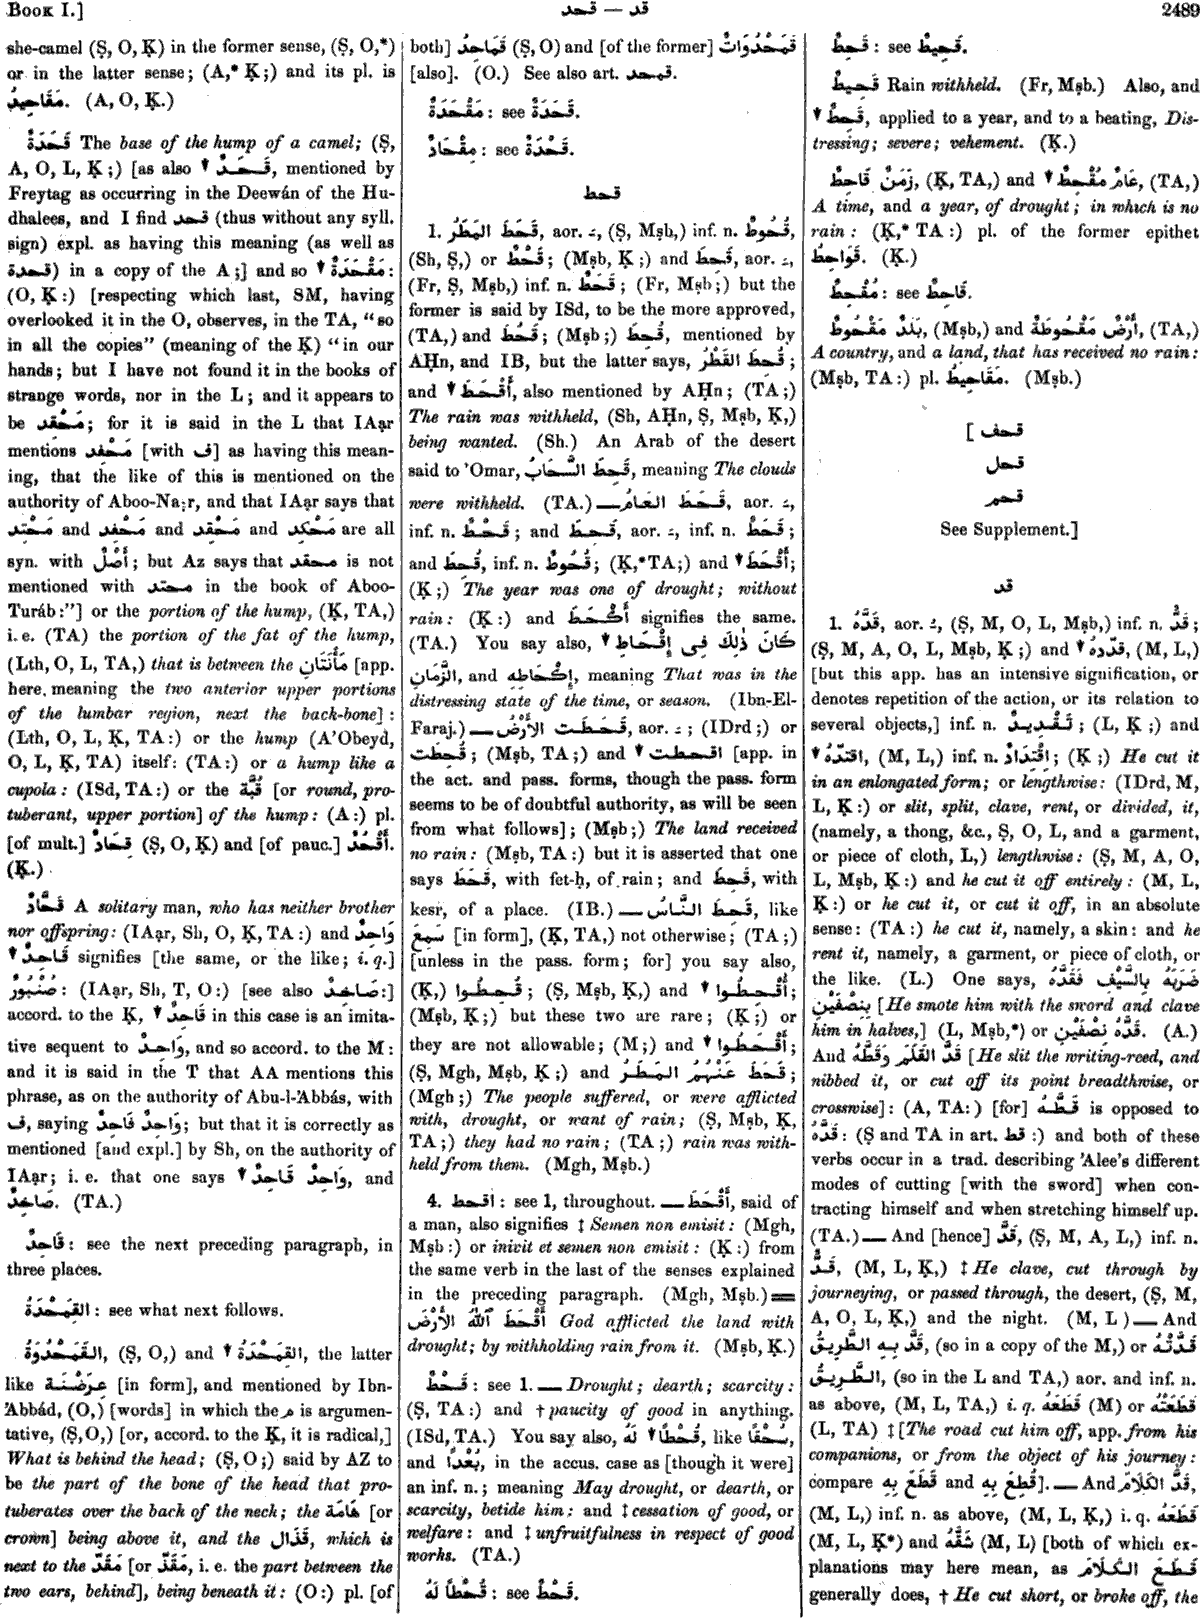 Book I.]
قد — قحد
2489
she-camel (Ṣ, O, Ḳ) in the former sense, (Ṣ, O,*)
or in the latter sense; (A,* Ḳ;) and its pl. is
مَقَاحِيدُ. (A, O, Ḳ.)
قَحَدَةٌ The base of the hump of a camel; (Ṣ,
A, O, L, Ḳ;) [as also ▼ قَحَدٌ, mentioned by
Freytag as occurring in the Deewán of the Hu-
dhalees, and I find قحد (thus without any syll.
sign) expl. as having this meaning (as well as
قحدة) in a copy of the A;] and so ▼ مَقْحَدَةٌ:
(O, Ḳ:) [respecting which last, SM, having
overlooked it in the O, observes, in the TA, “so
in all the copies” (meaning of the Ḳ) “in our
hands; but I have not found it in the books of
strange words, nor in the L; and it appears to
be مَحْقد; for it is said in the L that IAạr
mentions مَحْفد [with ف] as having this mean-
ing, that the like of this is mentioned on the
authority of Aboo-Naṣr, and that IAạr says that
مَحْتِد and مَحْقِد and مَحْفِد and مَحْكِد are all
syn. with أَصْلٌ; but Az says that محقد is not
mentioned with محتد in the book of Aboo-
Turáb:”] or the portion of the hump, (Ḳ, TA,)
i. e. (TA) the portion of the fat of the hump,
(Lth, O, L, TA,) that is between the مَأْنَتَانِ [app.
here meaning the two anterior upper portions
of the lumbar region, next the back-bone]:
(Lth, O, L, Ḳ, TA:) or the hump (A'Obeyd,
O, L, Ḳ, TA) itself: (TA:) or a hump like a
cupola: (ISd, TA:) or the قُبَّة [or round, pro-
tuberant, upper portion] of the hump: (A:) pl.
[of mult.] قِحَادٌ (Ṣ, O, Ḳ) and [of pauc.] أَقْحُدٌ.
(Ḳ.)
قَحَّادٌ A solitary man, who has neither brother
nor offspring: (IAạr, Sh, O, Ḳ, TA:) and وَاحِدٌ
▼ قَاحِدٌ signifies [the same, or the like; i. q.]
صُنْبُورٌ: (IAạr, Sh, T, O:) [see also صَاخِدٌ:]
accord. to the Ḳ, ▼ قَاحِدٌ in this case is an imita-
tive sequent to وَاحِدٌ, and so accord. to the M:
and it is said in the T that AA mentions this
phrase, as on the authority of Abu-l-'Abbás, with
ف, saying وَاحِدٌ فَاحِدٌ; but that it is correctly as
mentioned [and expl.] by Sh, on the authority of
IAạr; i. e. that one says ▼ وَاحِدٌ قَاحِدٌ, and
صَاخِدٌ. (TA.)
قَاحِدٌ: see the next preceding paragraph, in
three places.
القَمْحُدَةُ: see what next follows.
القَمَحْدُوَةُ, (Ṣ, O,) and ▼ القِمَحْدَةُ, the latter
like عِرَضْنَة [in form], and mentioned by Ibn-
'Abbád, (O,) [words] in which the م is argumen-
tative, (Ṣ, O,) [or, accord. to the Ḳ, it is radical,]
What is behind the head; (Ṣ, O;) said by AZ to
be the part of the bone of the head that pro-
tuberates over the back of the neck; the هَامَة [or
crown] being above it, and the قَذَال, which is
next to the مَقَدّ [or مَقَذّ, i. e. the part between the
two ears, behind], being beneath it: (O:) pl. [of
both] قَمَاحِدُ (Ṣ, O) and [of the former] قَمَحْدُوَاتٌ
[also]. (O.) See also art. قمحد.
مَقْحَدَةٌ: see قَحَدَةٌ.
مِقْحَادٌ: see قَحْدَةٌ.
قحط
1. قَحَطَ المَطَرُ, aor. ـَ, (Ṣ, Mṣb,) inf. n. قُحُوطٌ,
(Sh, Ṣ,) or قَحْطٌ; (Mṣb, Ḳ;) and قَحِطَ, aor. ـَ,
(Fr, Ṣ, Mṣb,) inf. n. قَحَطٌ; (Fr, Mṣb;) but the
former is said by ISd, to be the more approved,
(TA,) and قَحُطَ; (Mṣb;) قُحِطَ, mentioned by
AḤn, and IB, but the latter says, قُحِطَ القَطْرُ;
and ▼ أَقْحَطَ, also mentioned by AḤn; (TA;)
The rain was withheld, (Sh, AḤn, Ṣ, Mṣb, Ḳ,)
being wanted. (Sh.) An Arab of the desert
said to 'Omar, قَحِطَ السَّحَابُ, meaning The clouds
were withheld. (TA.) — قَحَطَ العَامُ, aor. ـَ,
inf. n. قَحْطٌ; and قَحِطَ, aor. ـَ, inf. n. قَحَطٌ;
and قُحِطَ, inf. n. قُحُوطٌ; (Ḳ,* TA;) and ▼ أَقْحَطَ;
(Ḳ;) The year was one of drought; without
rain: (Ḳ:) and أَكْحَطَ signifies the same.
(TA.) You say also, ▼ كَانَ ذٰلِكَ فِى إِقْحَاطِ
الزَّمَانِ, and إِكْحَاطِهِ, meaning That was in the
distressing state of the time, or season. (Ibn-El-
Faraj.) — قَحَطَت الأَرْضُ, aor. ـَ; (IDrd;) or
قُحِطَت; (Mṣb, TA;) and ▼ اقحطت [app. in
the act. and pass. forms, though the pass. form
seems to be of doubtful authority, as will be seen
from what follows]; (Mṣb;) The land received
no rain: (Mṣb, TA:) but it is asserted that one
says قَحَطَ, with fet-ḥ, of rain; and قَحِطَ, with
kesr, of a place. (IB.) — قَحِطَ النَّاسُ, like
سَمِعَ [in form], (Ḳ, TA,) not otherwise; (TA;)
[unless in the pass. form; for] you say also,
(Ḳ,) قُحِطُوا; (Ṣ, Mṣb, Ḳ,) and ▼ أُقْحِطُوا;
(Mṣb, Ḳ;) but these two are rare; (Ḳ;) or
they are not allowable; (M;) and ▼ أَقْحَطُوا;
(Ṣ, Mgh, Mṣb, Ḳ;) and قَحَطَ عَنْهُمُ المَطَرُ;
(Mgh;) The people suffered, or were afflicted
with, drought, or want of rain; (Ṣ, Mṣb, Ḳ,
TA;) they had no rain; (TA;) rain was with-
held from them. (Mgh, Mṣb.)
4. اقحط: see 1, throughout. — أَقْحَطَ, said of
a man, also signifies ‡ Semen non emisit: (Mgh,
Mṣb:) or inivit et semen non emisit: (Ḳ:) from
the same verb in the last of the senses explained
in the preceding paragraph. (Mgh, Mṣb.) ═
أَقْحَطَ ٱللّٰهُ الأَرْضَ God afflicted the land with
drought; by withholding rain from it. (Mṣb, Ḳ.)
قَحْطٌ: see 1. — Drought; dearth; scarcity:
(Ṣ, TA:) and † paucity of good in anything.
(ISd, TA.) You say also, ▼ قُحْطًا لَهُ, like سُحْقًا,
and بُعْدًا, in the accus. case as [though it were]
an inf. n.; meaning May drought, or dearth, or
scarcity, betide him: and ‡ cessation of good, or
welfare: and ‡ unfruitfulness in respect of good
works. (TA.)
قُحْطًا لَهُ: see قَحْطٌ.
قَحِطٌ: see قَحِيطٌ.
قَحِيطٌ Rain withheld. (Fr, Mṣb.) Also, and
▼ قَحِطٌ, applied to a year, and to a beating, Dis-
tressing; severe; vehement. (Ḳ.)
زَمَنٌ قَاحِطٌ, (Ḳ, TA,) and ▼ عَامٌ مُقْحِطٌ, (TA,)
A time, and a year, of drought; in which is no
rain: (Ḳ,* TA:) pl. of the former epithet
قَوَاحِطُ. (Ḳ.)
مُقْحِطٌ: see قَاحِطٌ.
بَلَدٌ مَقْحُوطٌ, (Mṣb,) and أَرْضٌ مَقْحُوطَةٌ, (TA,)
A country, and a land, that has received no rain:
(Mṣb, TA:) pl. مَقَاحِيطُ. (Mṣb.)
قحف ]
قحل
قحم
See Supplement.]
قد
1. قَدَّهُ, aor. ـُ, (Ṣ, M, O, L, Mṣb,) inf. n. قَدٌّ;
(Ṣ, M, A, O, L, Mṣb, Ḳ;) and ▼ قدّدهُ, (M, L,)
[but this app. has an intensive signification, or
denotes repetition of the action, or its relation to
several objects,] inf. n. تَقْدِيدٌ; (L, Ḳ;) and
▼ اقتدّهُ, (M, L,) inf. n. اقْتِدَادٌ; (Ḳ;) He cut it
in an enlongated form; or lengthwise: (IDrd, M,
L, Ḳ:) or slit, split, clave, rent, or divided, it,
(namely, a thong, &c., Ṣ, O, L, and a garment,
or piece of cloth, L,) lengthwise: (Ṣ, M, A, O,
L, Mṣb, Ḳ:) and he cut it off entirely: (M, L,
Ḳ:) or he cut it, or cut it off, in an absolute
sense: (TA:) he cut it, namely, a skin: and he
rent it, namely, a garment, or piece of cloth, or
the like. (L.) One says, ضَرَبَهُ بِالسَّيْفِ فَقَدَّهُ
بِنِصْفَيْنِ [He smote him with the sword and clave
him in halves,] (L, Mṣb,*) or قَدَّهُ نِصْفَيْنِ. (A.)
And قَدَّ القَلَمَ وَقَطَّهُ [He slit the writing-reed, and
nibbed it, or cut off its point breadthwise, or
crosswise]: (A, TA:) [for] قَطَّهُ is opposed to
قَدَّهُ: (Ṣ and TA in art. قط:) and both of these
verbs occur in a trad. describing 'Alee's different
modes of cutting [with the sword] when con-
tracting himself and when stretching himself up.
(TA.) — And [hence] قَدَّ, (Ṣ, M, A, L,) inf. n.
قَدٌّ, (M, L, Ḳ,) ‡ He clave, cut through by
journeying, or passed through, the desert, (Ṣ, M,
A, O, L, Ḳ,) and the night. (M, L) — And
قَدَّ بِهِ الطَّرِيقُ, (so in a copy of the M,) or قَدَّتْهُ
الطَّرِيقُ, (so in the L and TA,) aor. and inf. n.
as above, (M, L, TA,) i. q. قَطَعَهُ (M) or قَطَعَتْهُ
(L, TA) ‡ [The road cut him off, app. from his
companions, or from the object of his journey:
compare قَطَعَ بِهِ and قُطِعَ بِهِ]. — And قَدَّ الكَلَامَ,
(M, L,) inf. n. as above, (M, L, Ḳ,) i. q. قَطَعَهُ
(M, L, Ḳ*) and شَقَّهُ (M, L) [both of which ex-
planations may here mean, as قَطَعَ الكَلَامَ
generally does, † He cut short, or broke off, the